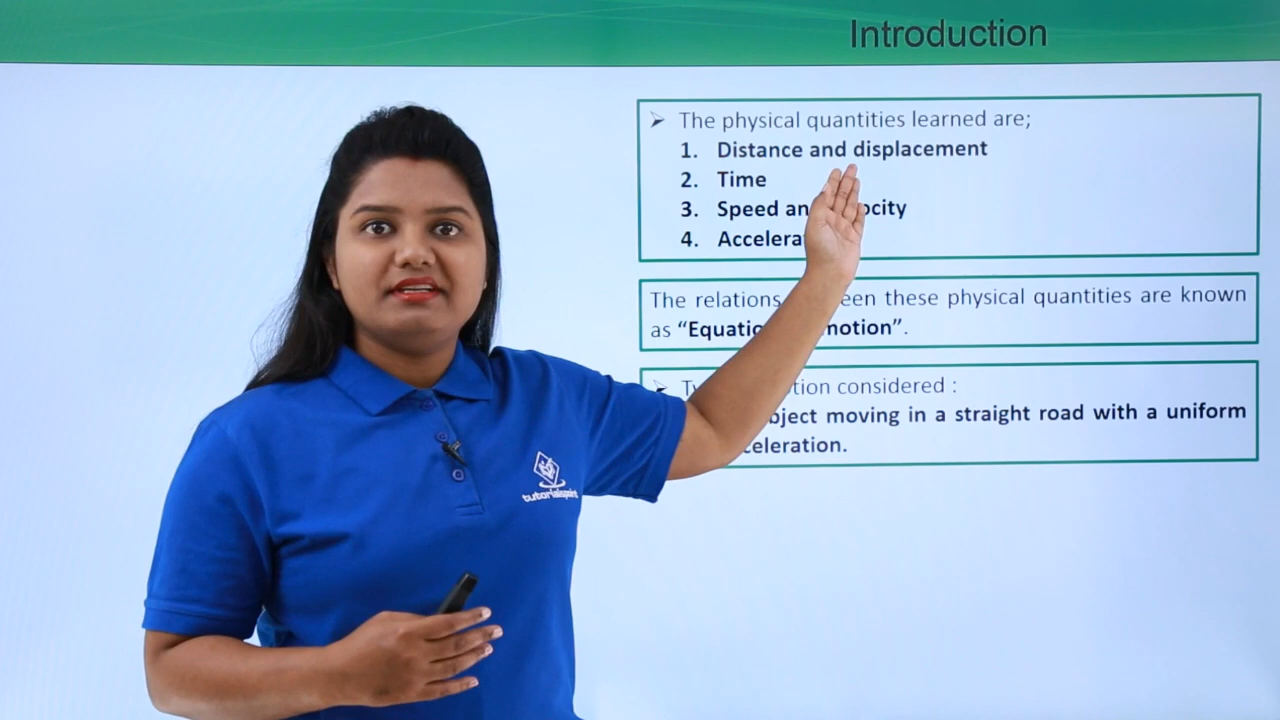 Introduction
➤ The physical quantities learned are;
1. Distance and displacement
2. Time
3. Speed an ocity
4. Accelera
The relations een these physical quantities are known
as “Equatio motion”.
➤ Ty tion considered :
bject moving in a straight road with a uniform
celeration.
tutorialspoint